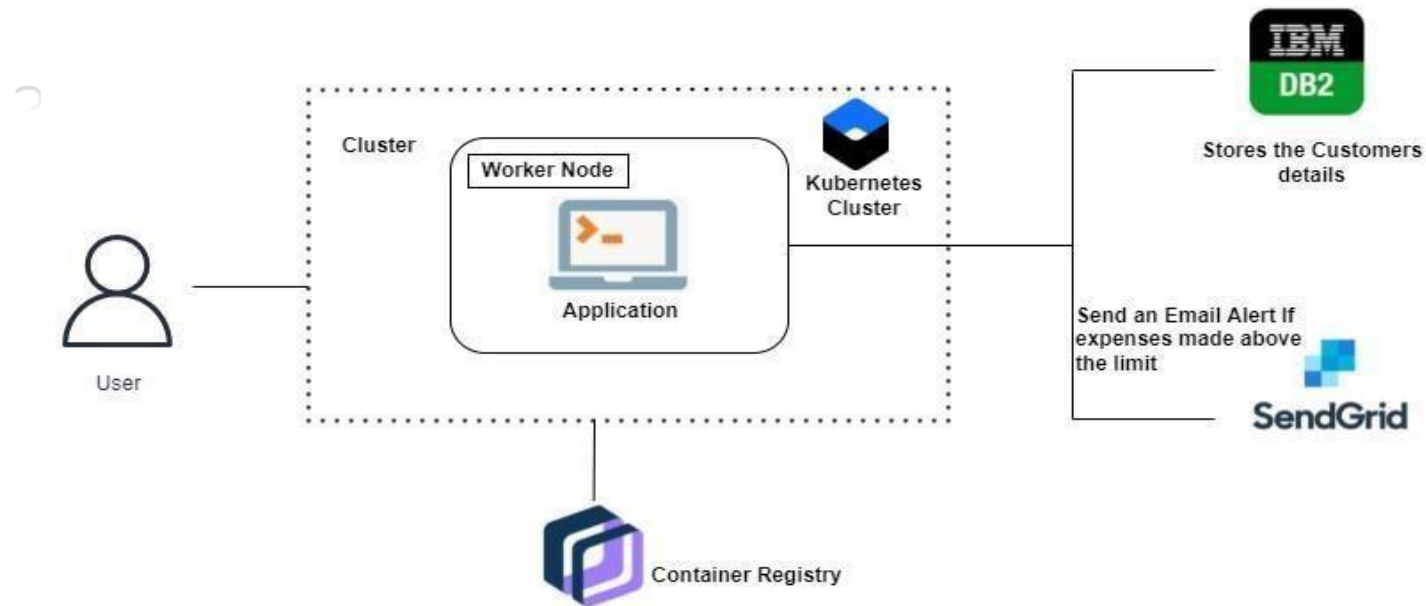 IBM
DB2
Stores the Customers
details
Cluster
Worker Node
Kubernetes
Cluster
Application
User
Send an Email Alert If
expenses made above
the limit
SendGrid
Container Registry